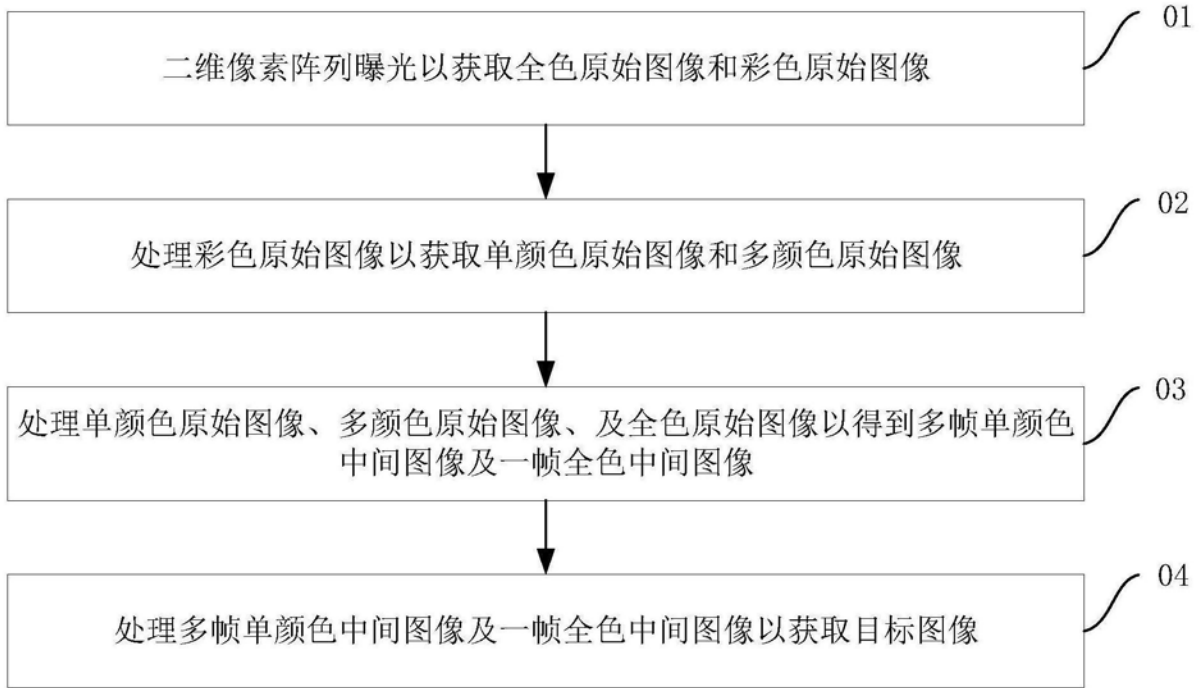 01
二维像素阵列曝光以获取全色原始图像和彩色原始图像
02
处理彩色原始图像以获取单颜色原始图像和多颜色原始图像
03
处理单颜色原始图像、多颜色原始图像、及全色原始图像以得到多帧单颜色
中间图像及一帧全色中间图像
04
处理多帧单颜色中间图像及一帧全色中间图像以获取目标图像